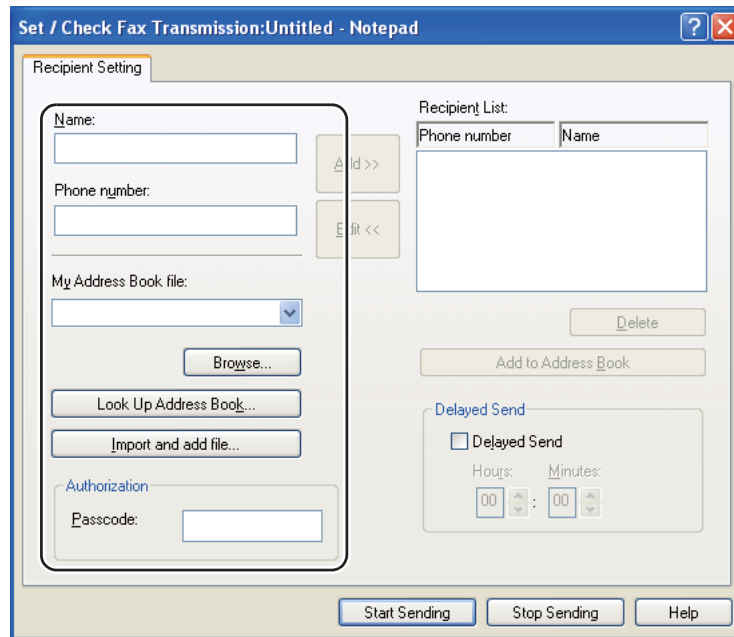 Set / Check Fax Transmission:Untitled - Notepad
Recipient Setting
Name:
Phone number:
Add >>
Edit <<
My Address Book file:
Browse...
Look Up Address Book...
Import and add file...
Authorization
Passcode:
Recipient List:
Phone number Name
Delete
Add to Address Book
Delayed Send
Delayed Send
Hours: Minutes:
00 : 00
Start Sending Stop Sending Help